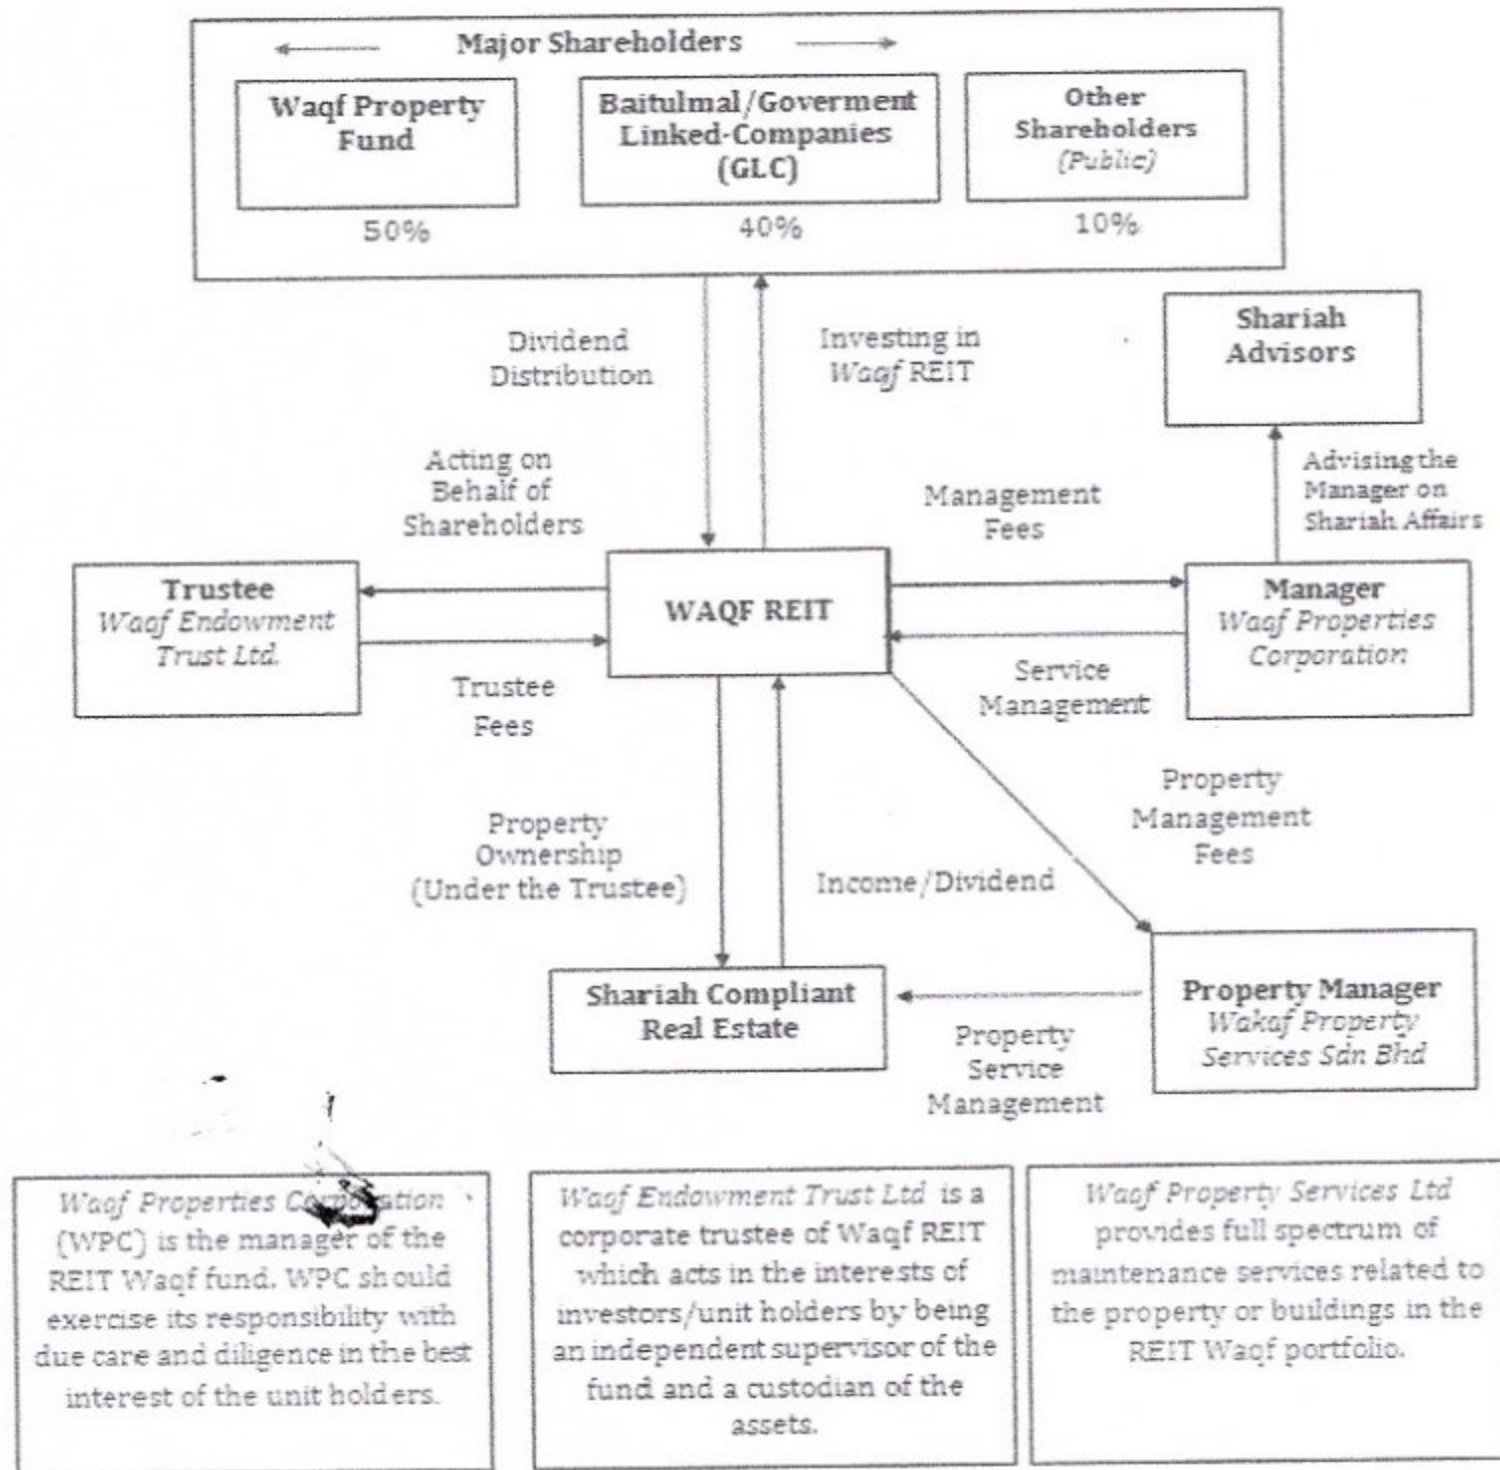 Major Shareholders
Waqf Property
Fund
50%
Baitulmal/Goverment
Linked-Companies
(GLC)
40%
Other
Shareholders
(Public)
10%
Dividend
Distribution
Investing in
Waqf REIT
Shariah
Advisors
Acting on
Behalf of
Shareholders
Management
Fees
Advising the
Manager on
Shariah Affairs
Trustee
Waqf Endowment
Trust Ltd.
WAQF REIT
Manager
Waqf Properties
Corporation
Trustee
Fees
Service
Management
Property
Ownership
(Under the Trustee)
Income/Dividend
Property
Management
Fees
Shariah Compliant
Real Estate
Property
Service
Management
Property Manager
Wakaf Property
Services Sdn Bhd
Waqf Properties Corporation
(WPC) is the manager of the
REIT Waqf fund. WPC should
exercise its responsibility with
due care and diligence in the best
interest of the unit holders.
Waqf Endowment Trust Ltd is a
corporate trustee of Waqf REIT
which acts in the interests of
investors/unit holders by being
an independent supervisor of the
fund and a custodian of the
assets.
Waqf Property Services Ltd
provides full spectrum of
maintenance services related to
the property or buildings in the
REIT Waqf portfolio.